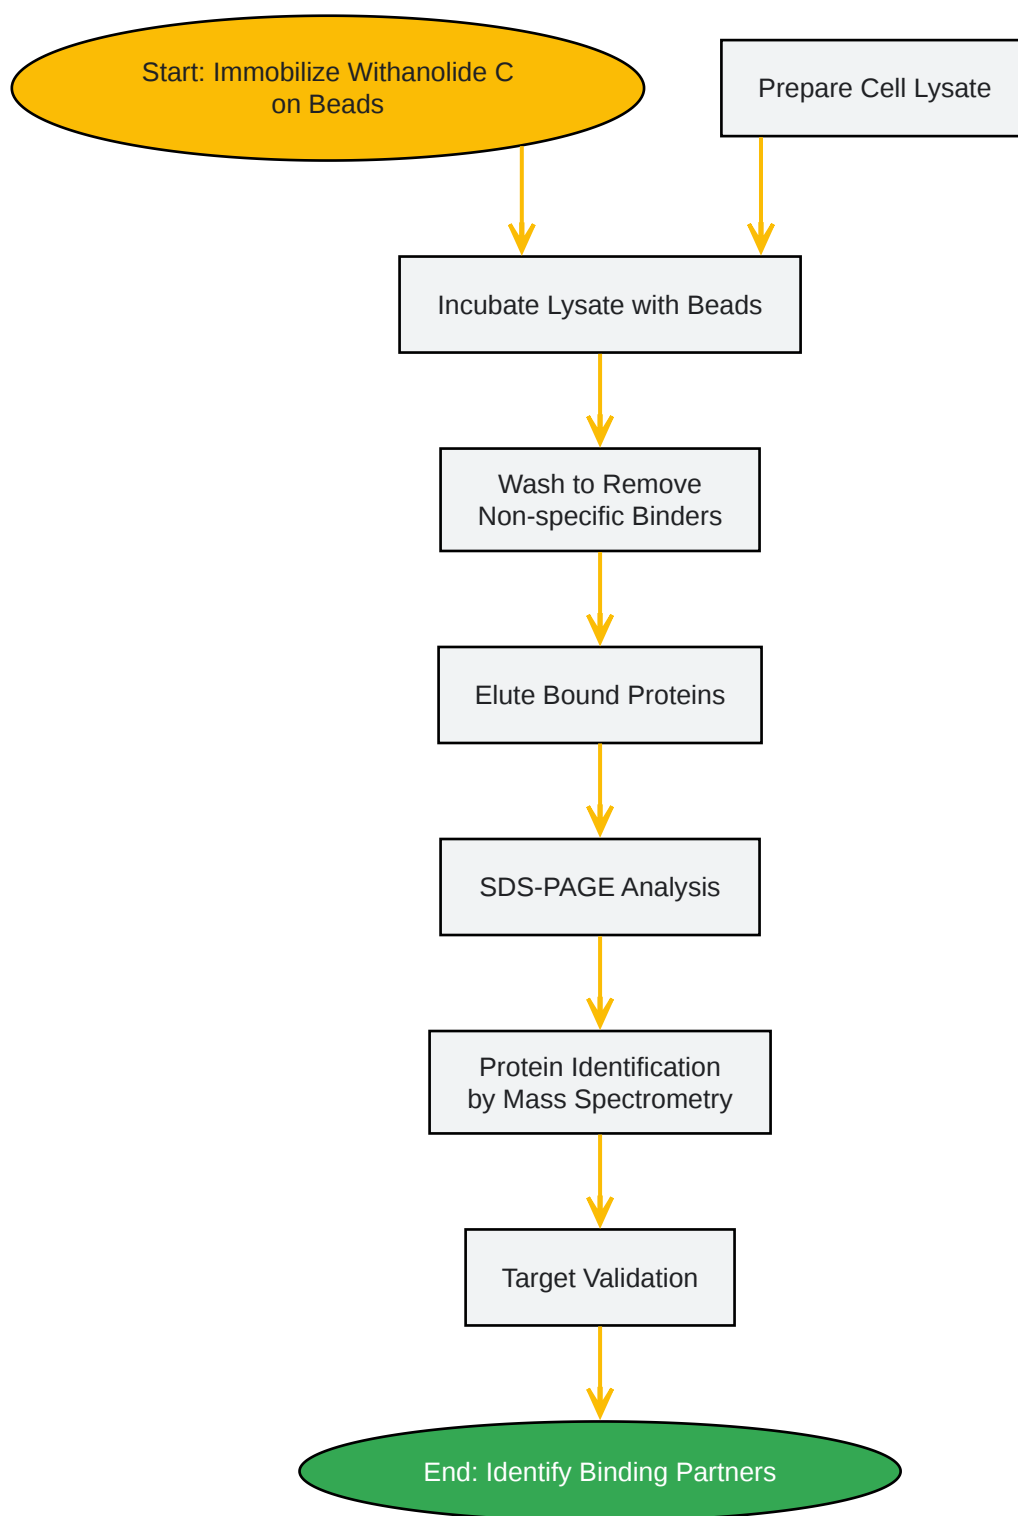 Start: Immobilize Withanolide C
on Beads
Prepare Cell Lysate
Incubate Lysate with Beads
Wash to Remove
Non-specific Binders
Elute Bound Proteins
SDS-PAGE Analysis
Protein Identification
by Mass Spectrometry
Target Validation
End: Identify Binding Partners